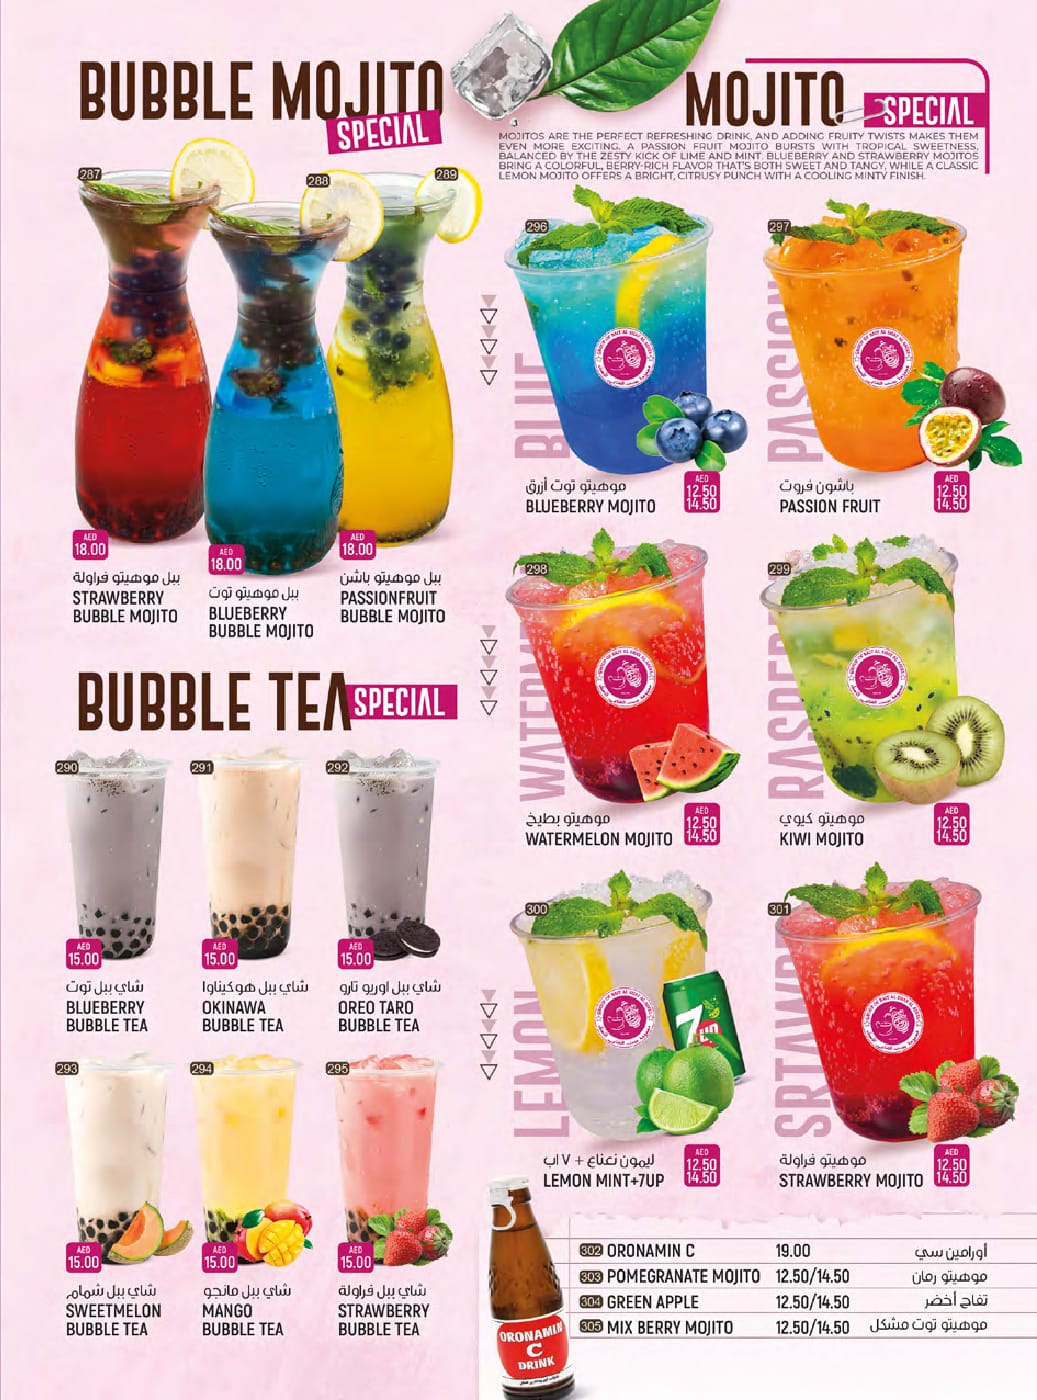 BUBBLE MOJITO
SPECIAL
287
288
289
AED
18.00
ببل موهيتو فراولة
STRAWBERRY
BUBBLE MOJITO
AED
18.00
ببل موهيتو توت
BLUEBERRY
BUBBLE MOJITO
AED
18.00
ببل موهيتو باشن
PASSIONFRUIT
BUBBLE MOJITO
BUBBLE TEA
SPECIAL
290
AED
15.00
شاي ببل توت
BLUEBERRY
BUBBLE TEA
291
AED
15.00
شاي ببل هوكيناوا
OKINAWA
BUBBLE TEA
292
AED
15.00
شاي ببل اوريو تارو
OREO TARO
BUBBLE TEA
293
AED
15.00
شاي ببل شمام
SWEETMELON
BUBBLE TEA
294
AED
15.00
شاي ببل مانجو
MANGO
BUBBLE TEA
295
AED
15.00
شاي ببل فراولة
STRAWBERRY
BUBBLE TEA
MOJITO
SPECIAL
MOJITOS ARE THE PERFECT REFRESHING DRINK, AND ADDING FRUITY TWISTS MAKES THEM
EVEN MORE EXCITING. A PASSION FRUIT MOJITO BURSTS WITH TROPICAL SWEETNESS,
BALANCED BY THE ZESTY KICK OF LIME AND MINT. BLUEBERRY AND STRAWBERRY MOJITOS
BRING A COLORFUL, BERRY-RICH FLAVOR THAT'S BOTH SWEET AND TANGY, WHILE A CLASSIC
LEMON MOJITO OFFERS A BRIGHT, CITRUSY PUNCH WITH A COOLING MINTY FINISH.
296
BLUE
موهيتو توت أزرق
BLUEBERRY MOJITO
AED
12.50
14.50
297
PASSION
باشون فروت
PASSION FRUIT
AED
12.50
14.50
298
WATERME
موهيتو بطيخ
WATERMELON MOJITO
AED
12.50
14.50
299
RASPBER
موهيتو كيوي
KIWI MOJITO
AED
12.50
14.50
300
LEMON
7UP
ليمون نعناع + ٧ اب
LEMON MINT+7UP
AED
12.50
14.50
301
SRTAWBE
موهيتو فراولة
STRAWBERRY MOJITO
AED
12.50
14.50
ORONAMIN
C
DRINK
302 ORONAMIN C 19.00 أورامين سي
303 POMEGRANATE MOJITO 12.50/14.50 موهيتو رمان
304 GREEN APPLE 12.50/14.50 تفاح أخضر
305 MIX BERRY MOJITO 12.50/14.50 موهيتو توت مشكل